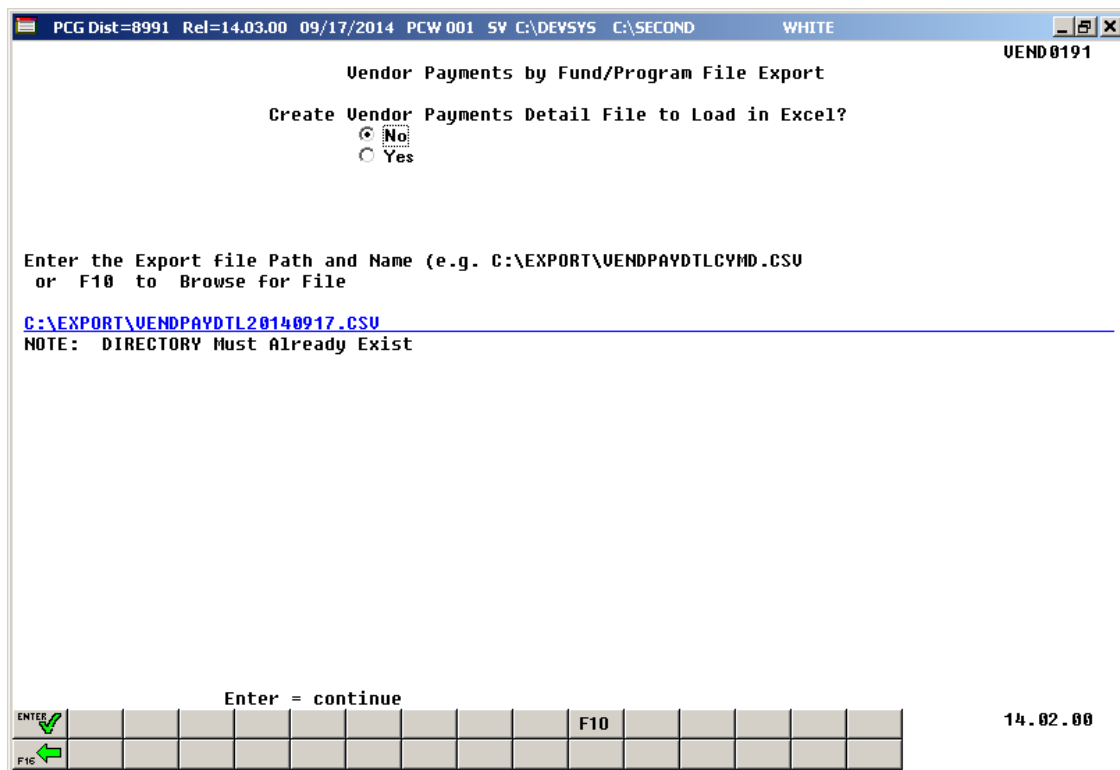 PCG Dist=8991 Rel=14.03.00 09/17/2014 PCW 001 SV C:\DEVSYS C:\SECOND WHITE
VEND0191
Vendor Payments by Fund/Program File Export
Create Vendor Payments Detail File to Load in Excel?
No
Yes
Enter the Export file Path and Name (e.g. C:\EXPORT\VENDPAYDTLCYMD.CSV
or F10 to Browse for File
C:\EXPORT\VENDPAYDTL20140917.CSV
NOTE: DIRECTORY Must Already Exist
Enter = continue
ENTER F10 14.02.00
F16